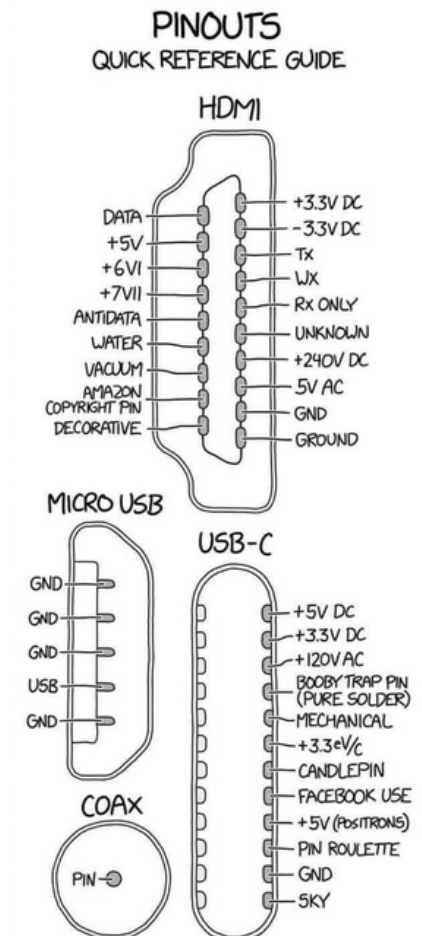 PINOUTS
QUICK REFERENCE GUIDE
HDMI
DATA
+5V
+6VI
+7VII
ANTIDATA
WATER
VACUUM
AMAZON
COPYRIGHT PIN
DECORATIVE
+3.3V DC
-3.3V DC
TX
WX
RX ONLY
UNKNOWN
+240V DC
5V AC
GND
GROUND
MICRO USB
GND
GND
GND
USB
GND
USB-C
+5V DC
+3.3V DC
+120V AC
BOOBY TRAP PIN
(PURE SOLDER)
MECHANICAL
+3.3eV/c
CANDLEPIN
FACEBOOK USE
+5V (POSITRONS)
PIN ROULETTE
GND
SKY
COAX
PIN